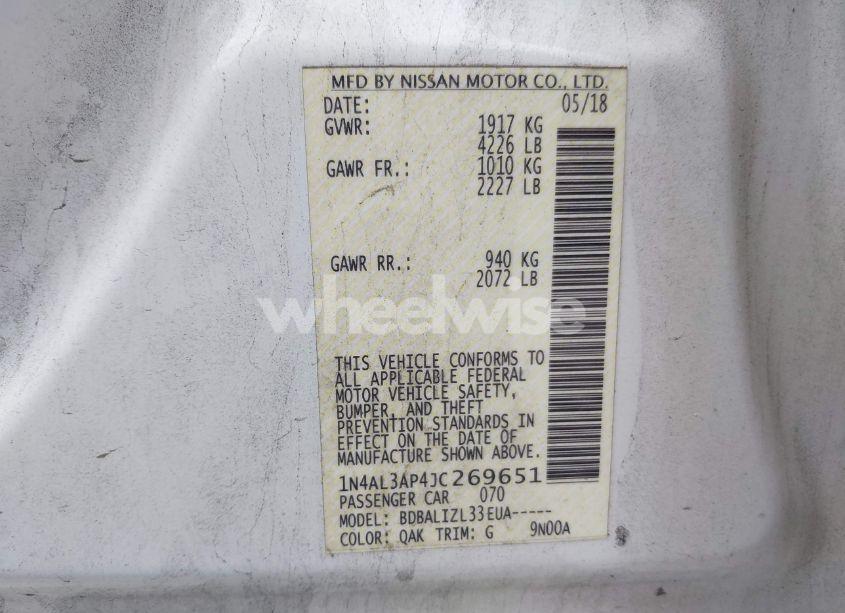 MFD BY NISSAN MOTOR CO., LTD.
DATE: 05/18
GVWR: 1917 KG
4226 LB
GAWR FR.: 1010 KG
2227 LB
GAWR RR.: 940 KG
2072 LB
wheelwise
THIS VEHICLE CONFORMS TO
ALL APPLICABLE FEDERAL
MOTOR VEHICLE SAFETY,
BUMPER, AND THEFT
PREVENTION STANDARDS IN
EFFECT ON THE DATE OF
MANUFACTURE SHOWN ABOVE.
1N4AL3AP4JC269651
PASSENGER CAR 070
MODEL: BDBALIZL33EUA-----
COLOR: QAK TRIM: G 9N00A